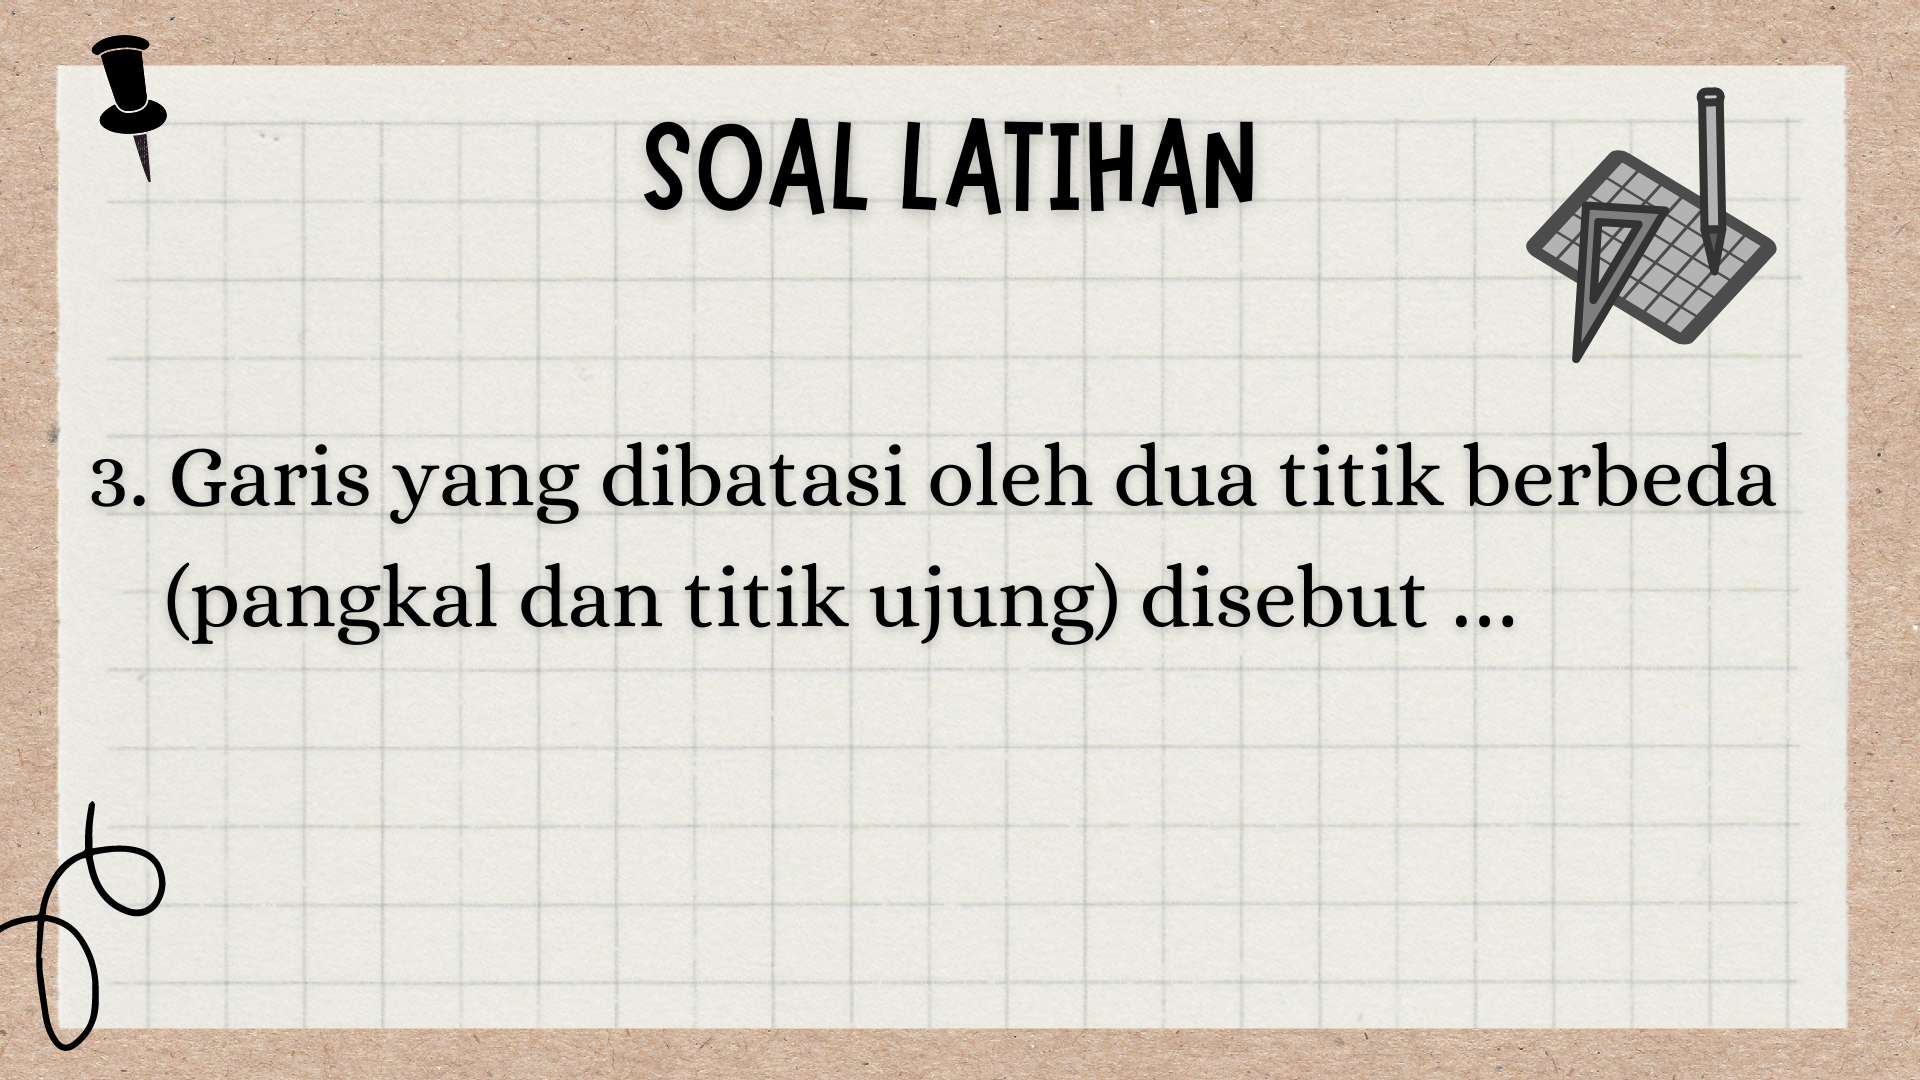 SOAL LATIHAN
3. Garis yang dibatasi oleh dua titik berbeda
(pangkal dan titik ujung) disebut ...